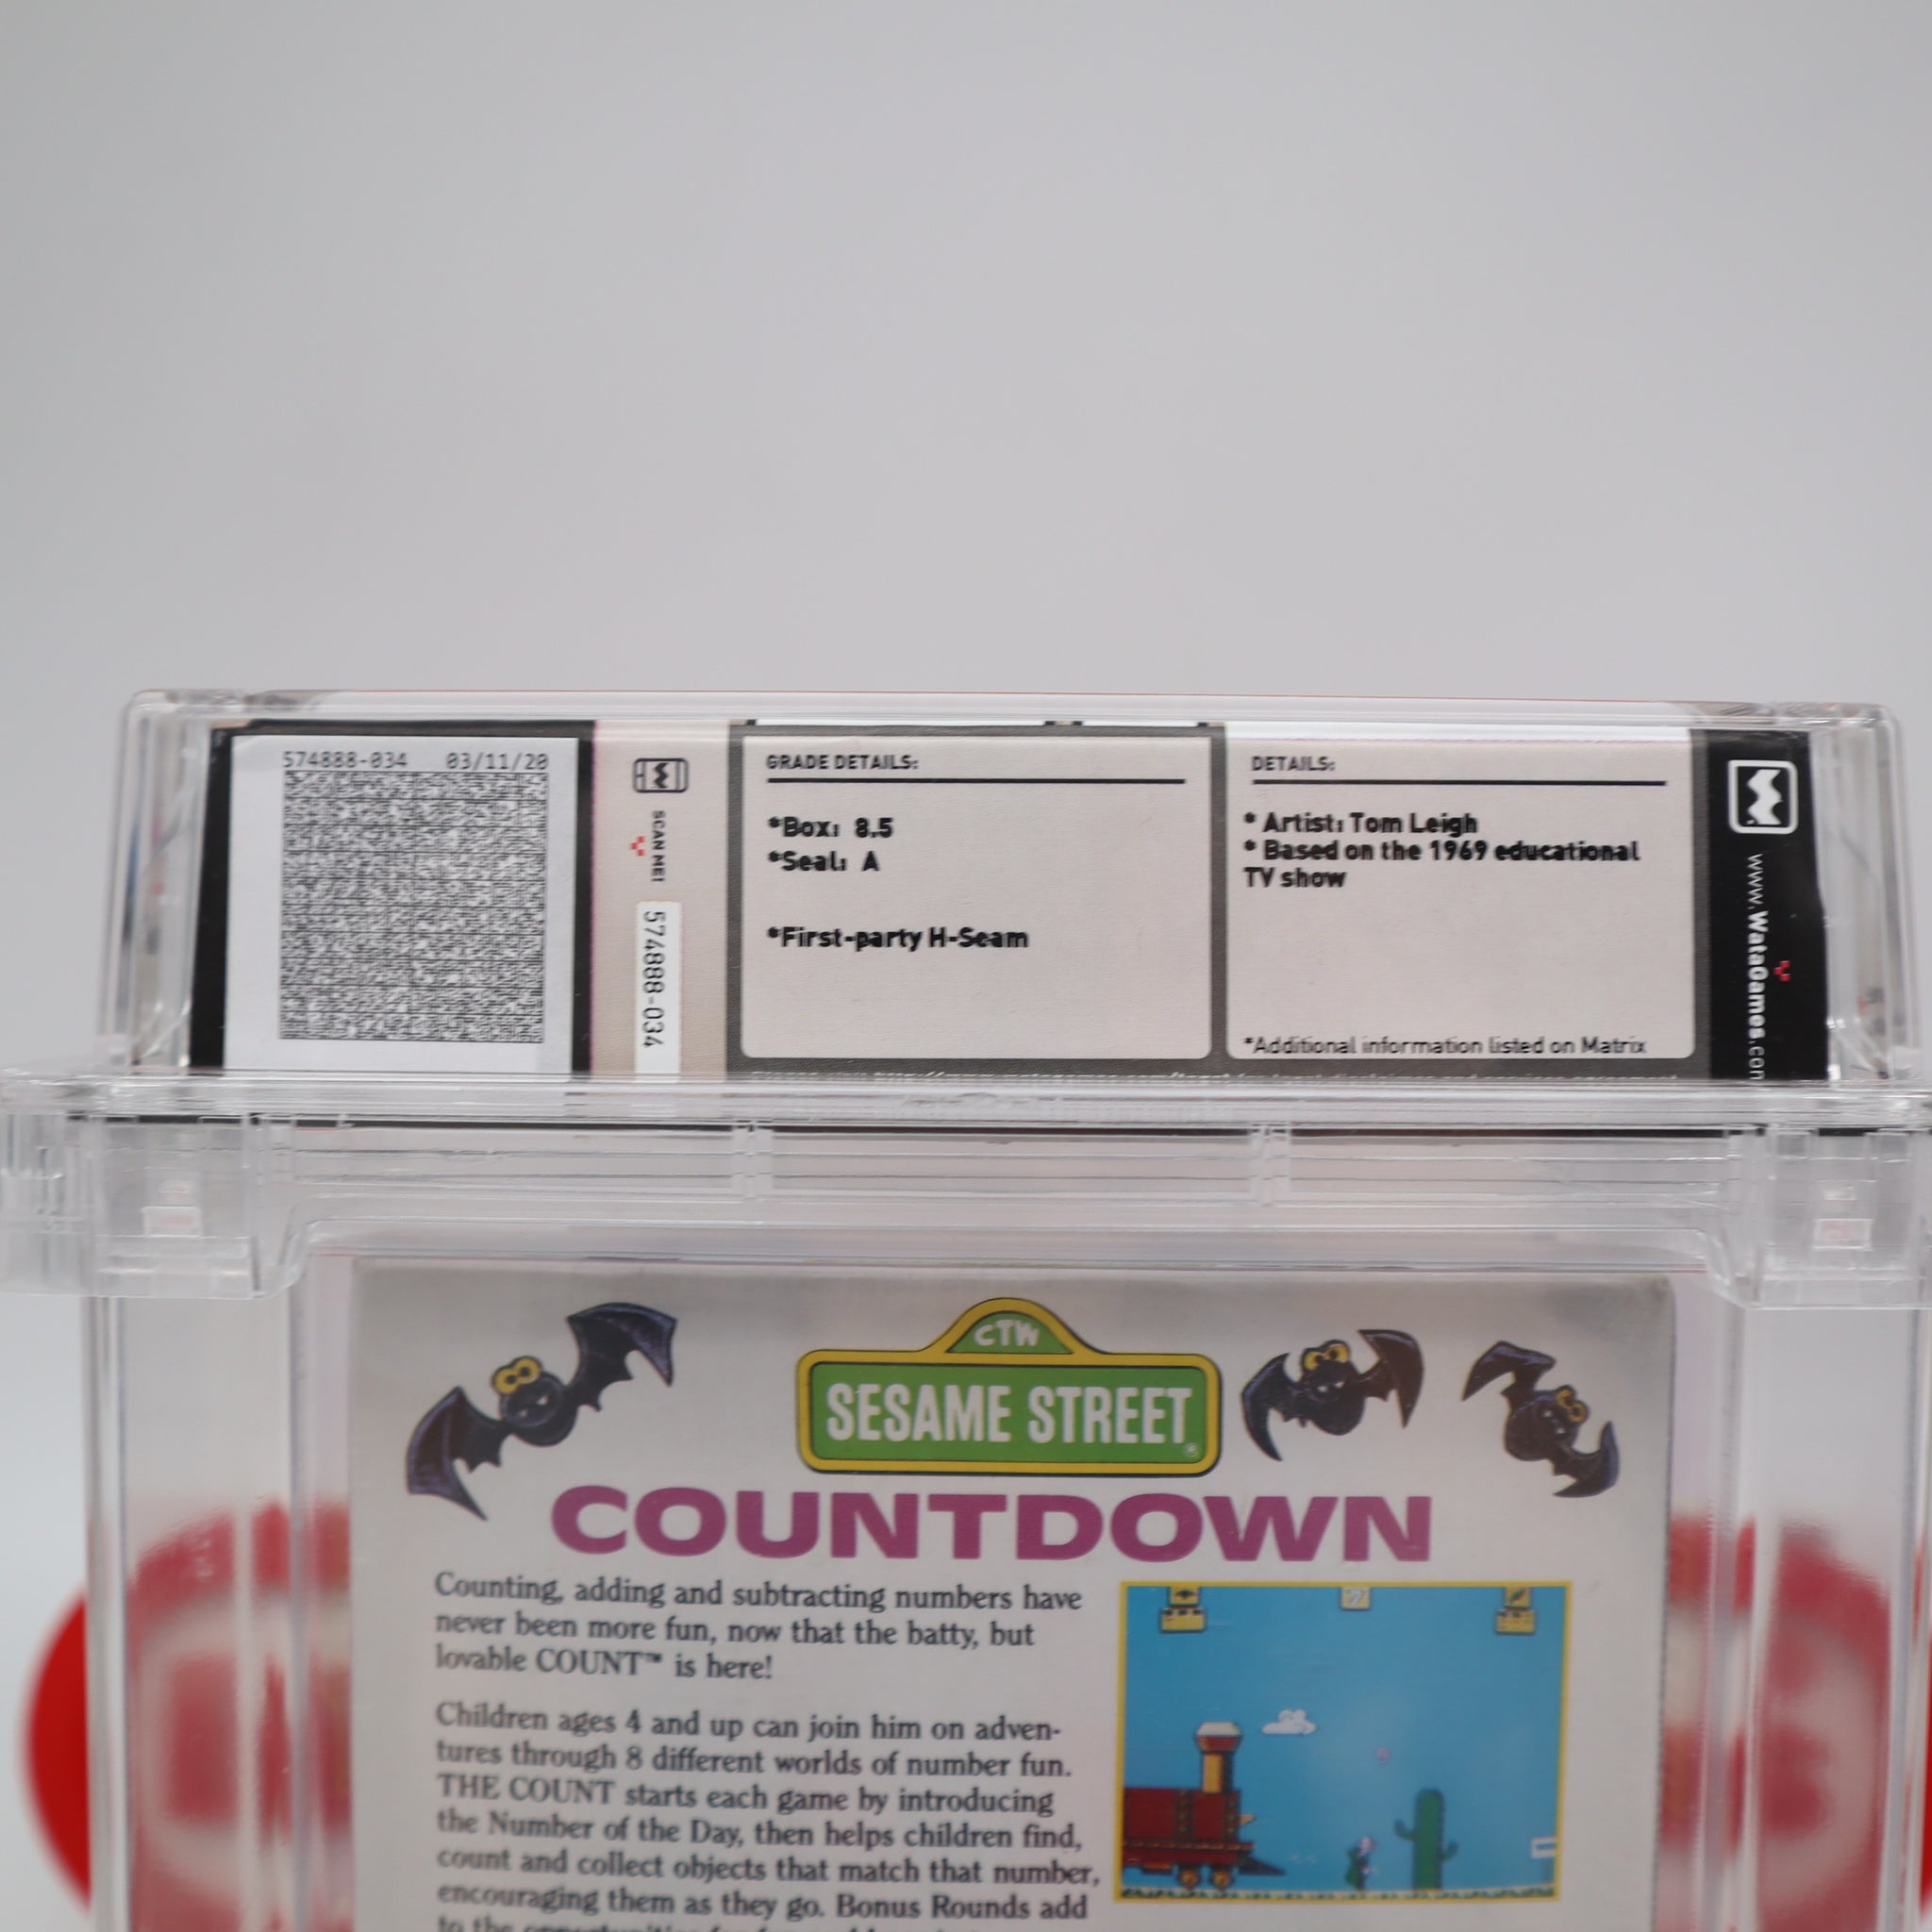 574888-034 03/11/20
SCAN ME!
574888-034
GRADE DETAILS:
*Box: 8.5
*Seal: A
*First-party H-Seam
DETAILS:
* Artist: Tom Leigh
* Based on the 1969 educational
TV show
*Additional information listed on Matrix
www.WataGames.com
CTW
SESAME STREET®
COUNTDOWN
Counting, adding and subtracting numbers have
never been more fun, now that the batty, but
lovable COUNT™ is here!
Children ages 4 and up can join him on adven-
tures through 8 different worlds of number fun.
THE COUNT starts each game by introducing
the Number of the Day, then helps children find,
count and collect objects that match that number,
encouraging them as they go. Bonus Rounds add
to the